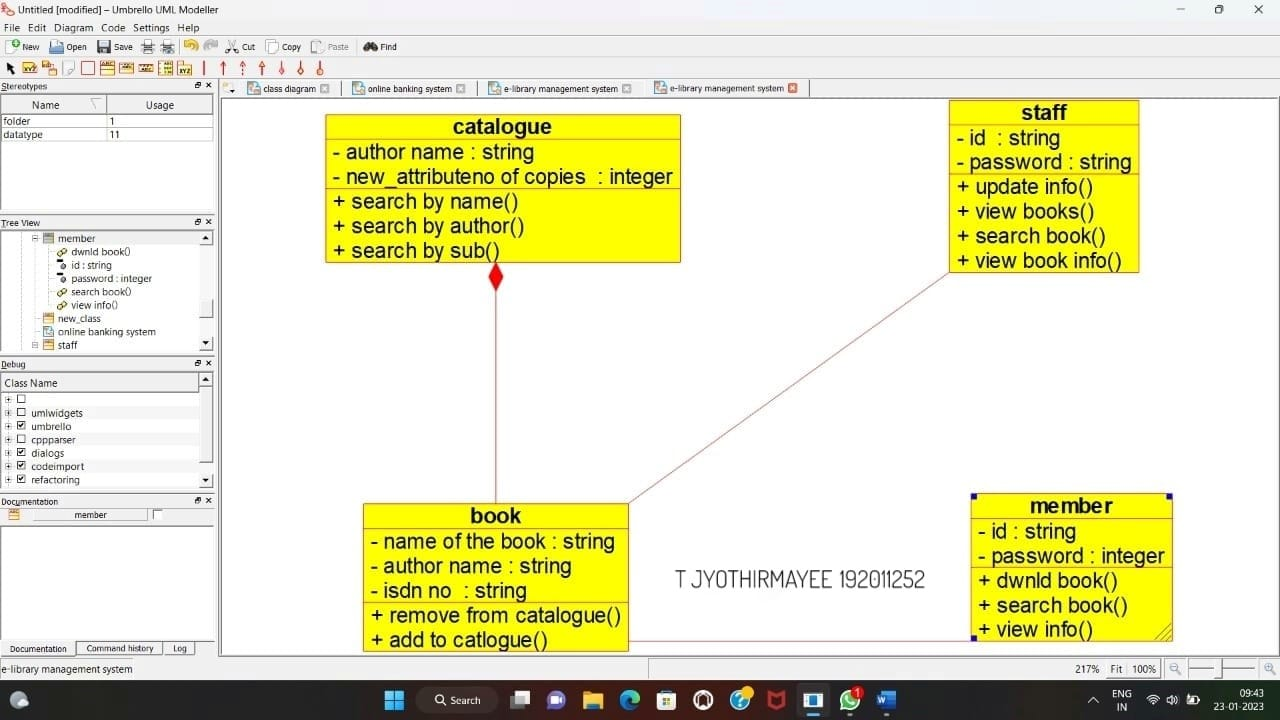 Untitled [modified] – Umbrello UML Modeller
File Edit Diagram Code Settings Help
New Open Save Cut Copy Paste Find
Stereotypes
Name Usage
folder 1
datatype 11
Tree View
member
dwnld book()
id : string
password : integer
search book()
view info()
new_class
online banking system
staff
Debug
Class Name
umlwidgets
umbrello
cppparser
dialogs
codeimport
refactoring
Documentation
member
Documentation Command history Log
e-library management system
class diagram online banking system e-library management system e-library management system
catalogue
- author name : string
- new_attributeno of copies : integer
+ search by name()
+ search by author()
+ search by sub()
staff
- id : string
- password : string
+ update info()
+ view books()
+ search book()
+ view book info()
book
- name of the book : string
- author name : string
- isdn no : string
+ remove from catalogue()
+ add to catlogue()
T JYOTHIRMAYEE 192011252
member
- id : string
- password : integer
+ dwnld book()
+ search book()
+ view info()
217% Fit 100%
Search
1
ENG
IN
09:43
23-01-2023